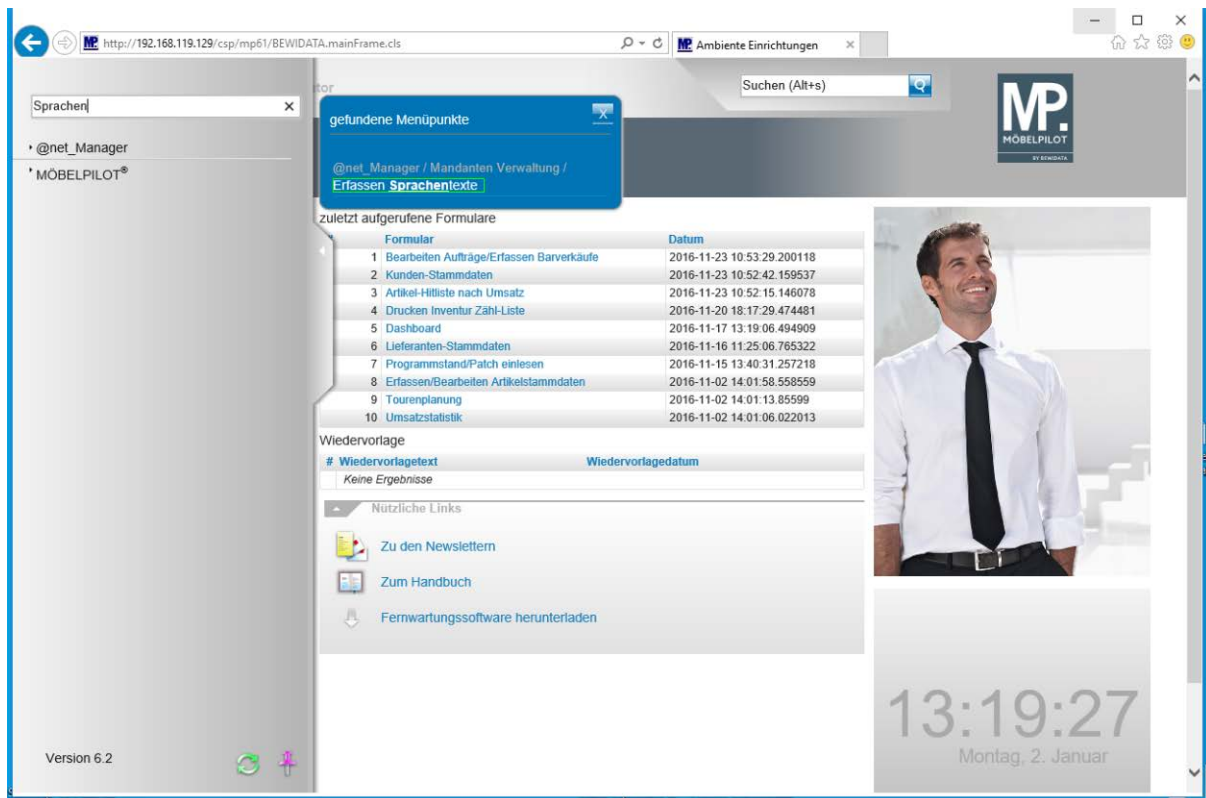 http://192.168.119.129/csp/mp61/BEWIDATA.mainFrame.cls
MP. Ambiente Einrichtungen
Suchen (Alt+s)
MP.
MÖBELPILOT
BY BEWIDATA
Sprachen
@net_Manager
MÖBELPILOT®
tor
gefundene Menüpunkte
X
@net_Manager / Mandanten Verwaltung /
Erfassen Sprachentexte
zuletzt aufgerufene Formulare
Formular Datum
1 Bearbeiten Aufträge/Erfassen Barverkäufe 2016-11-23 10:53:29.200118
2 Kunden-Stammdaten 2016-11-23 10:52:42.159537
3 Artikel-Hitliste nach Umsatz 2016-11-23 10:52:15.146078
4 Drucken Inventur Zähl-Liste 2016-11-20 18:17:29.474481
5 Dashboard 2016-11-17 13:19:06.494909
6 Lieferanten-Stammdaten 2016-11-16 11:25:06.765322
7 Programmstand/Patch einlesen 2016-11-15 13:40:31.257218
8 Erfassen/Bearbeiten Artikelstammdaten 2016-11-02 14:01:58.558559
9 Tourenplanung 2016-11-02 14:01:13.85599
10 Umsatzstatistik 2016-11-02 14:01:06.022013
Wiedervorlage
# Wiedervorlagetext Wiedervorlagedatum
Keine Ergebnisse
Nützliche Links
Zu den Newslettern
Zum Handbuch
Fernwartungssoftware herunterladen
13:19:27
Montag, 2. Januar
Version 6.2